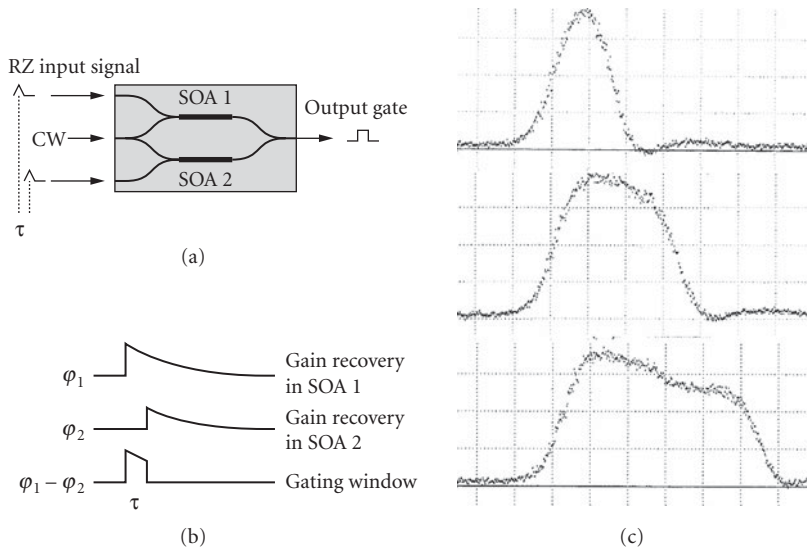 RZ input signal
SOA 1
CW
Output gate
SOA 2
τ
(a)
φ1
Gain recovery
in SOA 1
φ2
Gain recovery
in SOA 2
φ1 − φ2
Gating window
τ
(b)
(c)